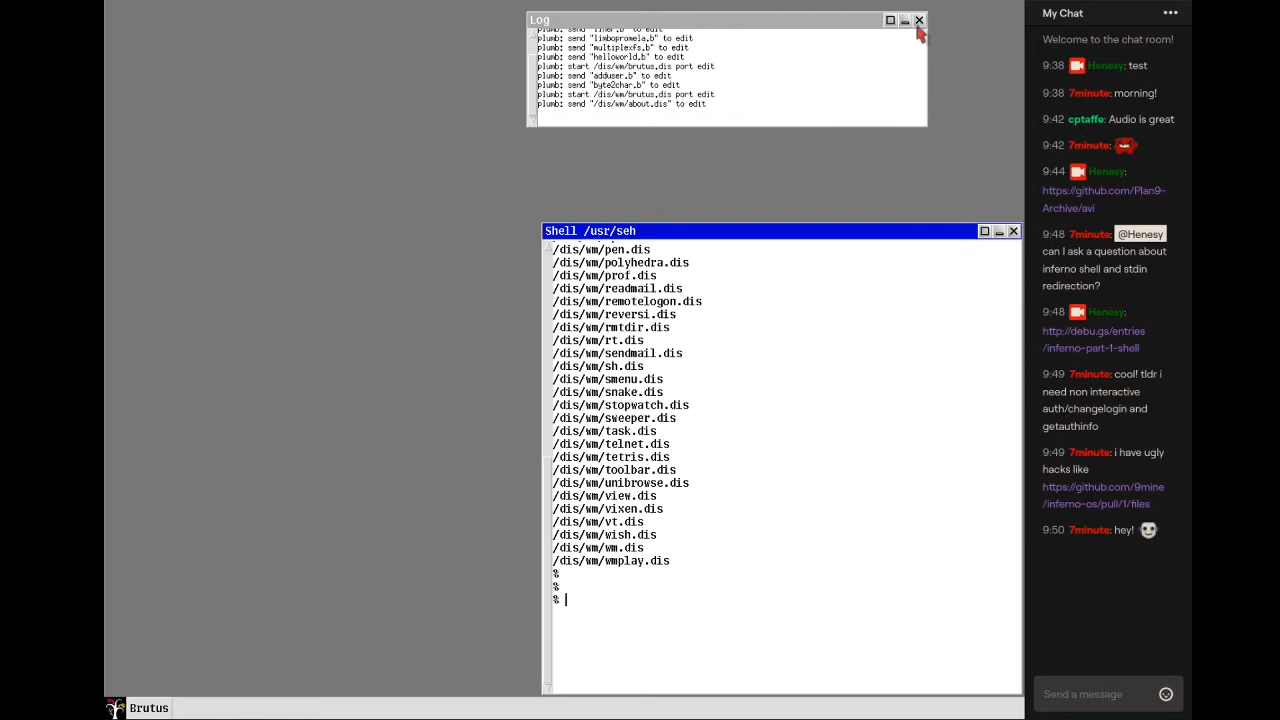 Log
plumb: send "limer.b" to edit
plumb: send "limbopromela.b" to edit
plumb: send "multiplexfs.b" to edit
plumb: send "helloworld.b" to edit
plumb: start /dis/wm/brutus.dis port edit
plumb: send "adduser.b" to edit
plumb: send "byte2char.b" to edit
plumb: start /dis/wm/brutus.dis port edit
plumb: send "/dis/wm/about.dis" to edit
Shell /usr/seh
/dis/wm/pen.dis
/dis/wm/polyhedra.dis
/dis/wm/prof.dis
/dis/wm/readmail.dis
/dis/wm/remotelogon.dis
/dis/wm/reversi.dis
/dis/wm/rmtdir.dis
/dis/wm/rt.dis
/dis/wm/sendmail.dis
/dis/wm/sh.dis
/dis/wm/smenu.dis
/dis/wm/snake.dis
/dis/wm/stopwatch.dis
/dis/wm/sweeper.dis
/dis/wm/task.dis
/dis/wm/telnet.dis
/dis/wm/tetris.dis
/dis/wm/toolbar.dis
/dis/wm/unibrowse.dis
/dis/wm/view.dis
/dis/wm/vixen.dis
/dis/wm/vt.dis
/dis/wm/wish.dis
/dis/wm/wm.dis
/dis/wm/wmplay.dis
%
%
%
Brutus
My Chat
Welcome to the chat room!
9:38 Henesy: test
9:38 7minute: morning!
9:42 cptaffe: Audio is great
9:42 7minute:
9:44 Henesy:
https://github.com/Plan9-
Archive/avi
9:48 7minute: @Henesy
can I ask a question about
inferno shell and stdin
redirection?
9:48 Henesy:
http://debu.gs/entries
/inferno-part-1-shell
9:49 7minute: cool! tldr i
need non interactive
auth/changelogin and
getauthinfo
9:49 7minute: i have ugly
hacks like
https://github.com/9mine
/inferno-os/pull/1/files
9:50 7minute: hey!
Send a message